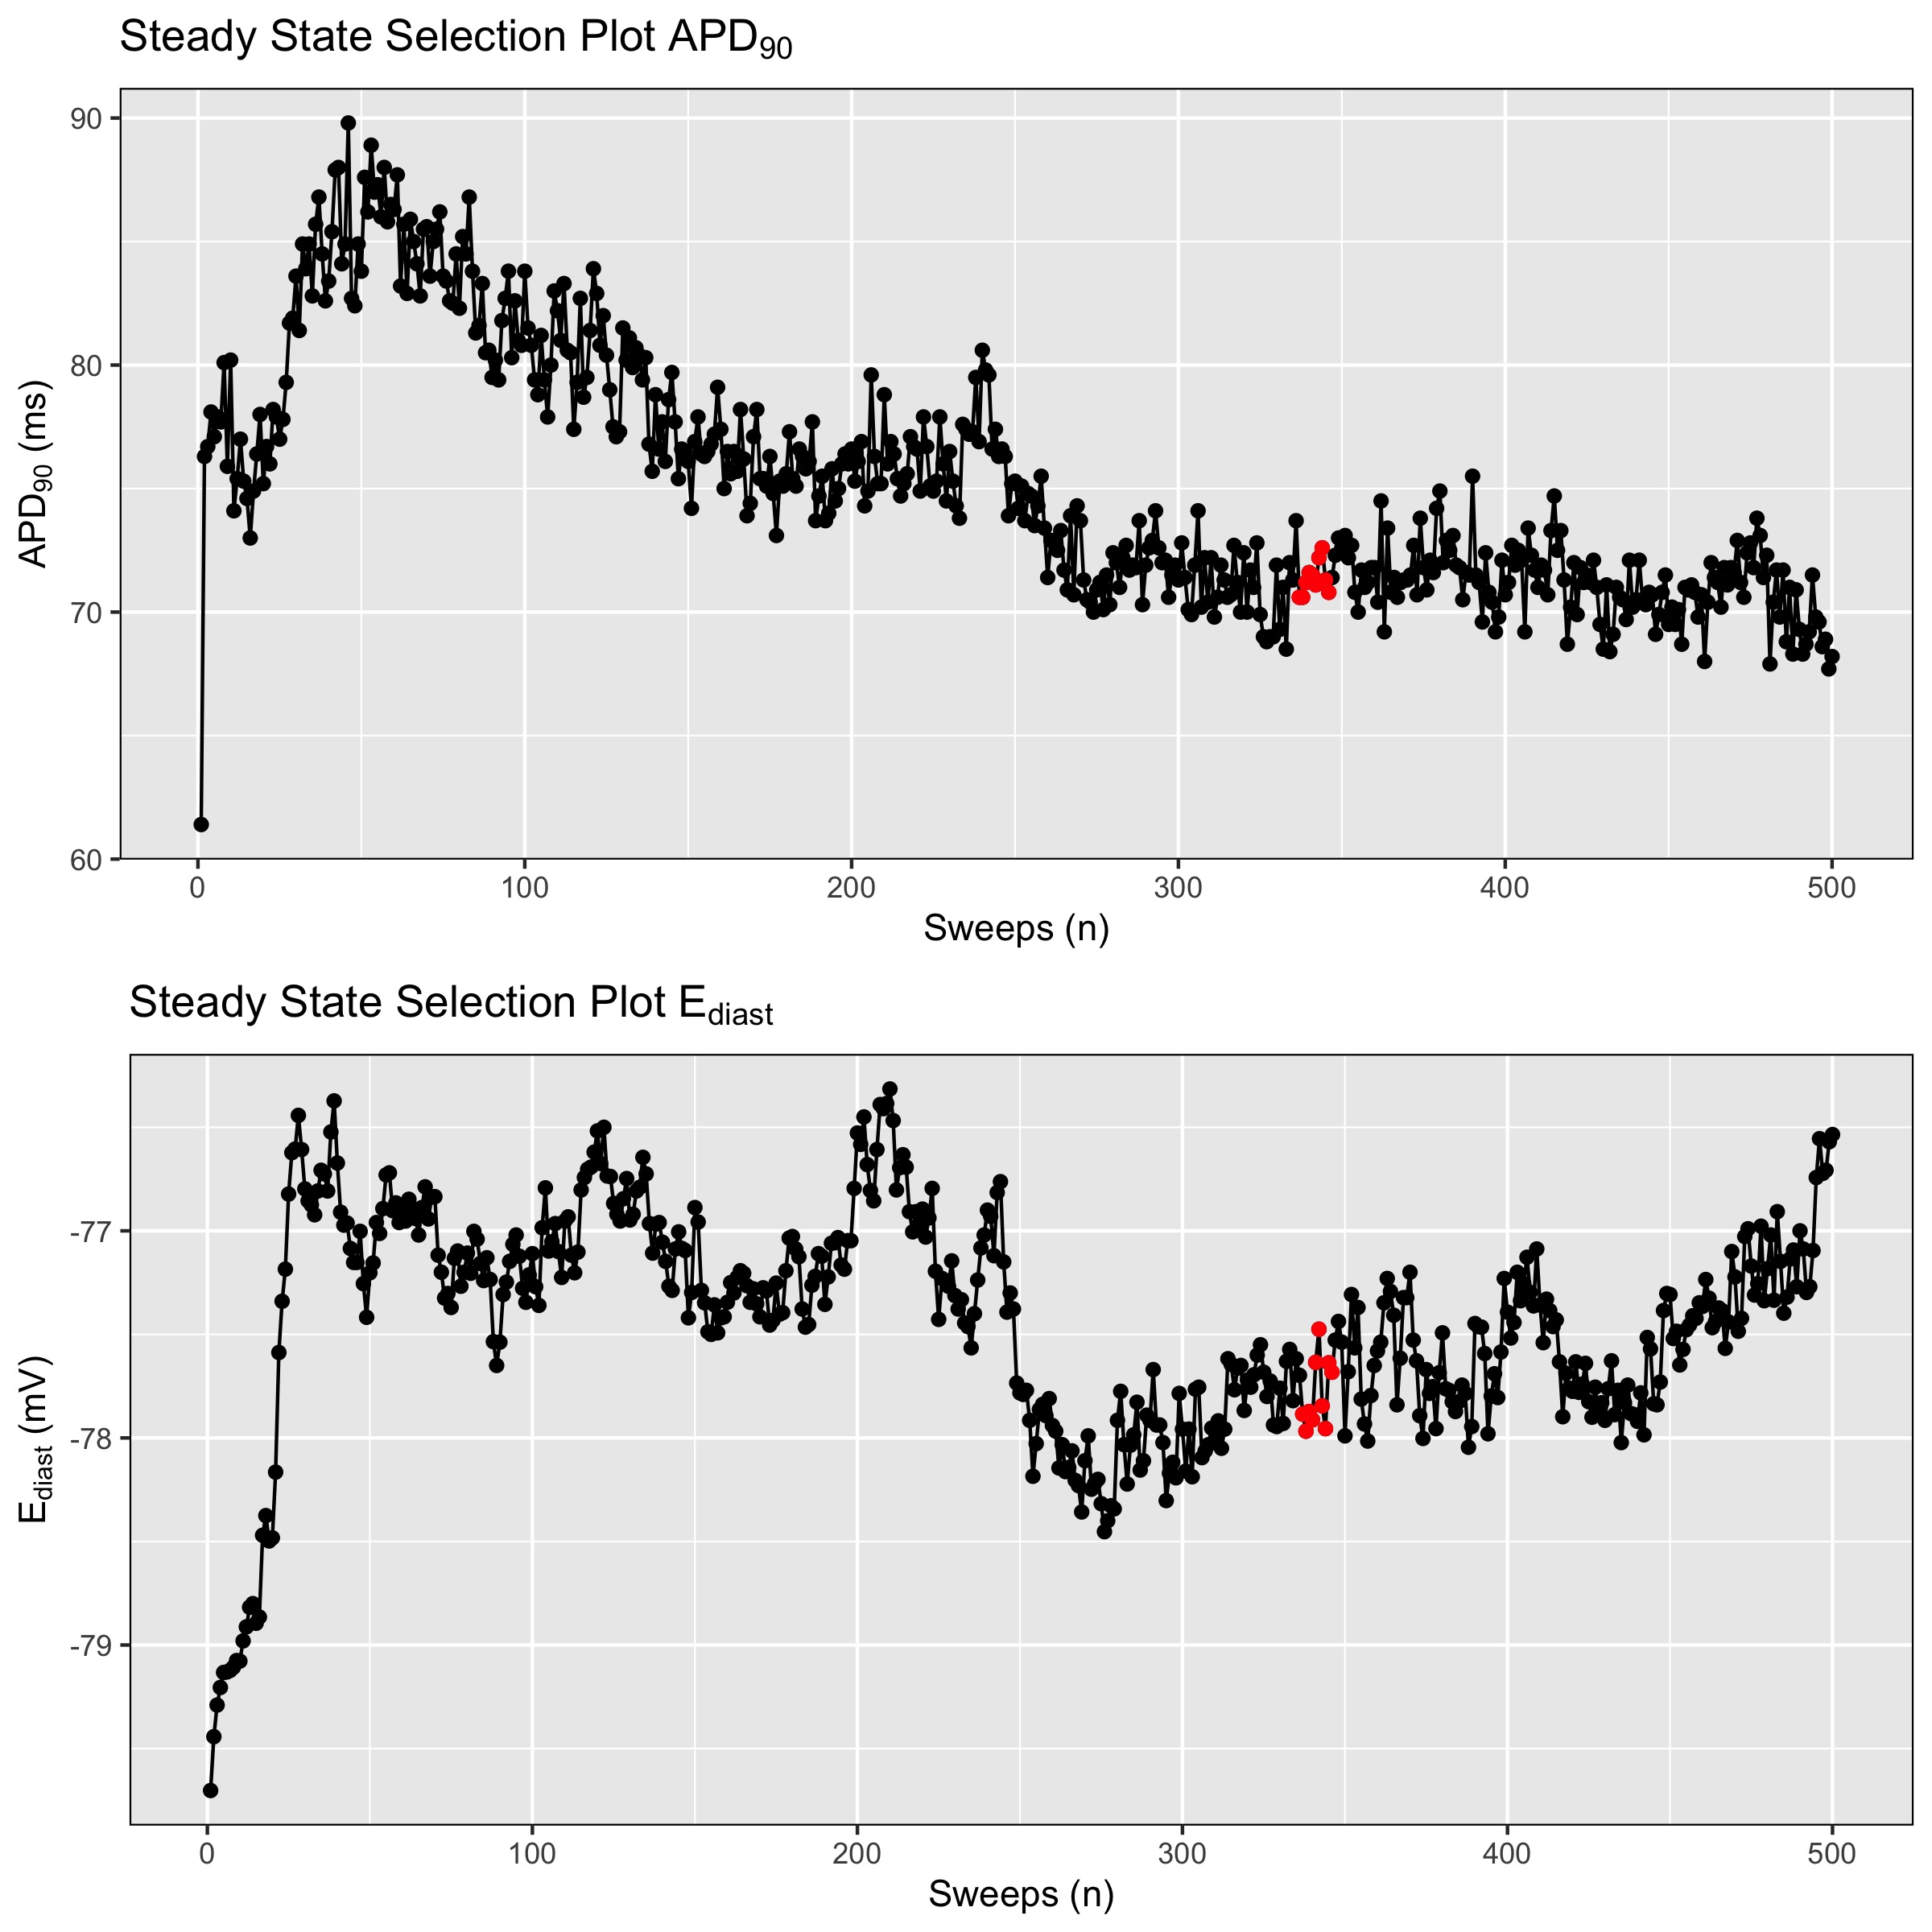 Steady State Selection Plot APD90
90
80
70
60
APD90 (ms)
0 100 200 300 400 500
Sweeps (n)
Steady State Selection Plot Ediast
-77
-78
-79
Ediast (mV)
0 100 200 300 400 500
Sweeps (n)